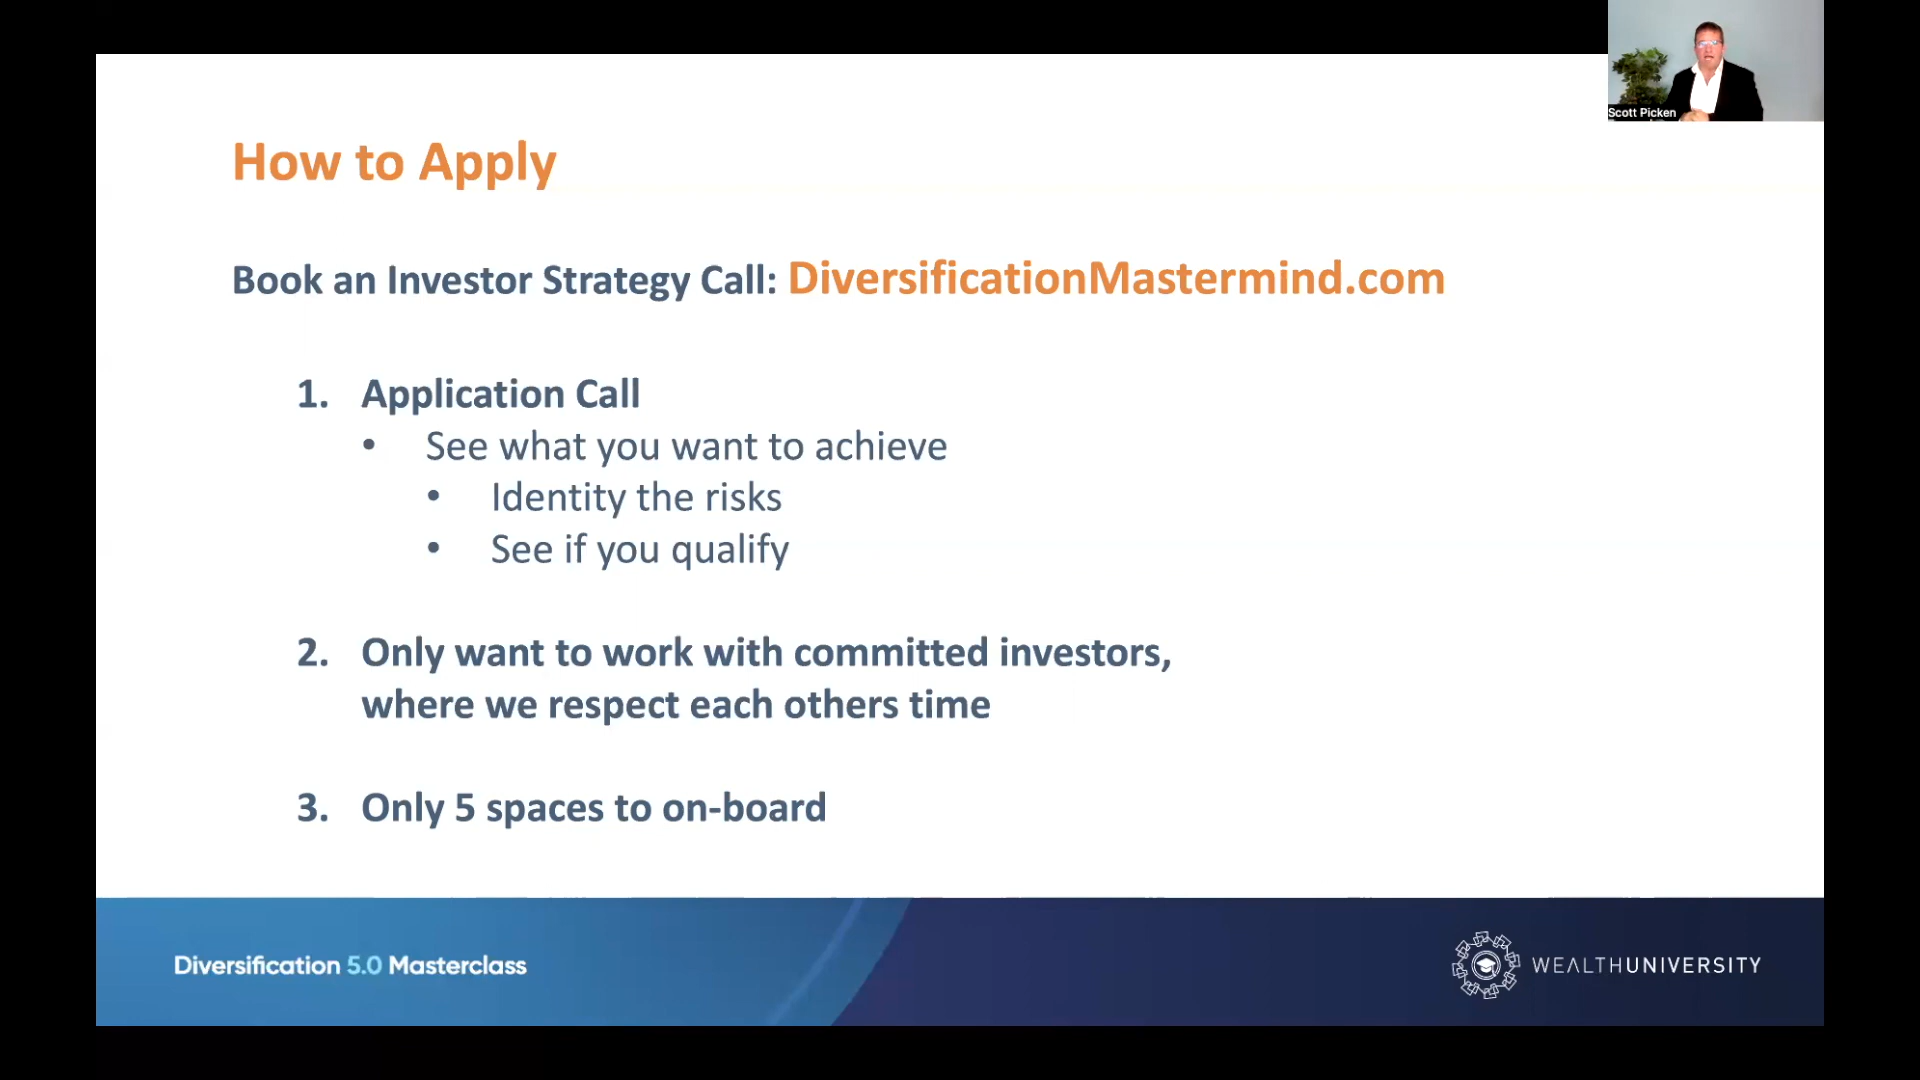 Scott Picken
How to Apply
Book an Investor Strategy Call: DiversificationMastermind.com
1. Application Call
• See what you want to achieve
• Identity the risks
• See if you qualify
2. Only want to work with committed investors,
where we respect each others time
3. Only 5 spaces to on-board
Diversification 5.0 Masterclass
WEALTHUNIVERSITY